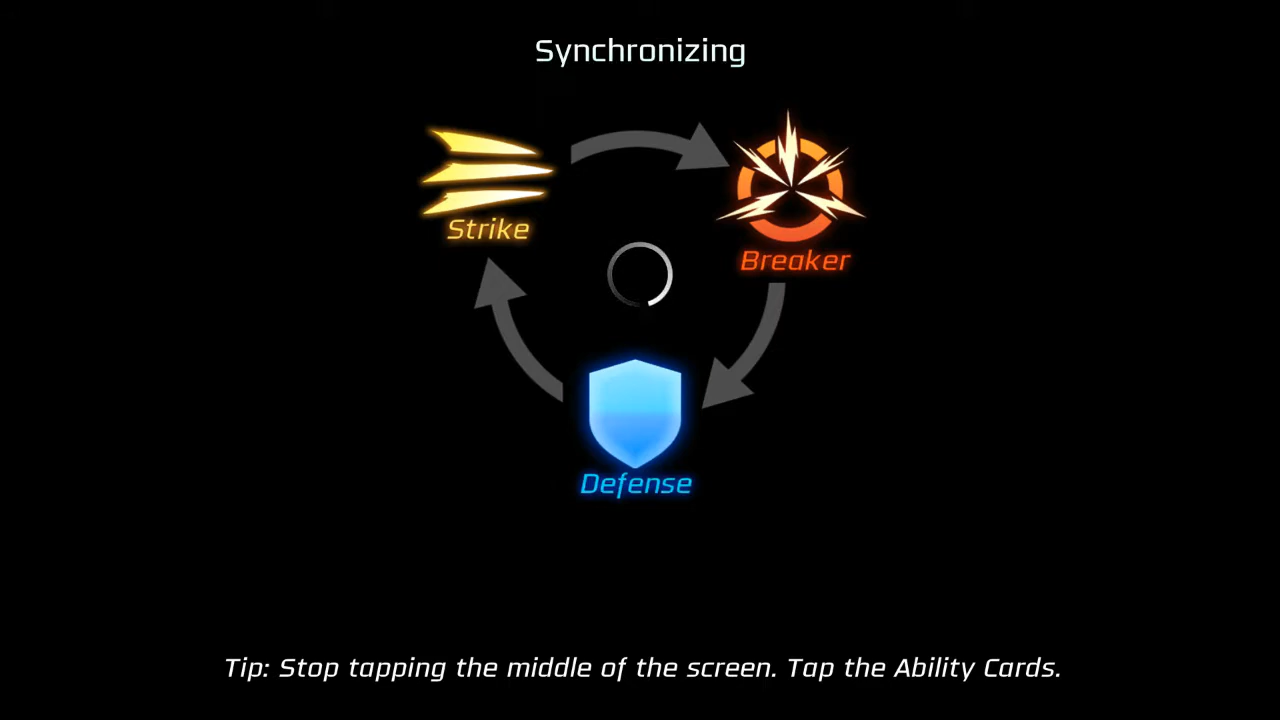 Synchronizing
Strike
Breaker
Defense
Tip: Stop tapping the middle of the screen. Tap the Ability Cards.